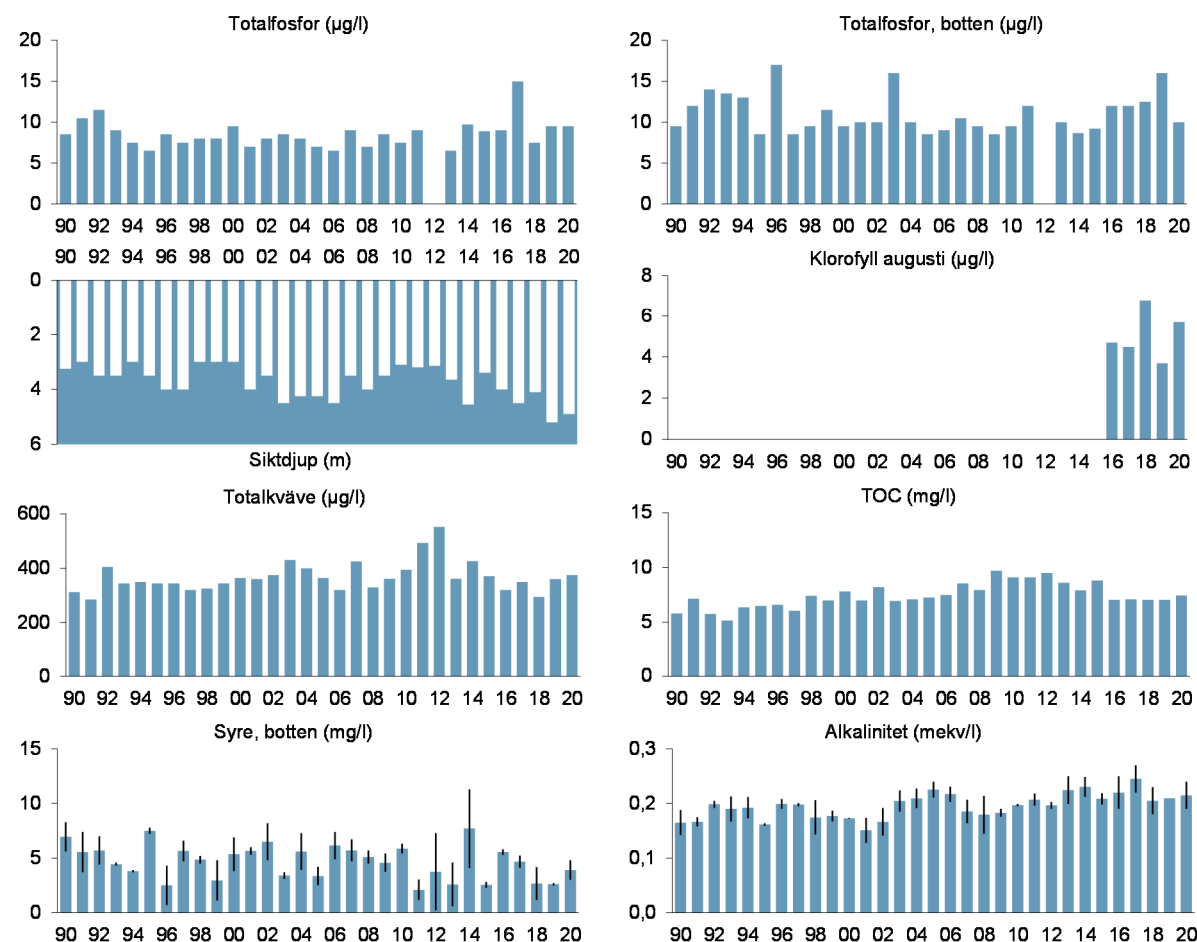 Totalfosfor (µg/l)
20
15
10
5
0
90 92 94 96 98 00 02 04 06 08 10 12 14 16 18 20
Totalfosfor, botten (µg/l)
20
15
10
5
0
90 92 94 96 98 00 02 04 06 08 10 12 14 16 18 20
90 92 94 96 98 00 02 04 06 08 10 12 14 16 18 20
0
2
4
6
Siktdjup (m)
Klorofyll augusti (µg/l)
8
6
4
2
0
90 92 94 96 98 00 02 04 06 08 10 12 14 16 18 20
Totalkväve (µg/l)
600
400
200
0
90 92 94 96 98 00 02 04 06 08 10 12 14 16 18 20
TOC (mg/l)
15
10
5
0
90 92 94 96 98 00 02 04 06 08 10 12 14 16 18 20
Syre, botten (mg/l)
15
10
5
0
90 92 94 96 98 00 02 04 06 08 10 12 14 16 18 20
Alkalinitet (mekv/l)
0,3
0,2
0,1
0,0
90 92 94 96 98 00 02 04 06 08 10 12 14 16 18 20